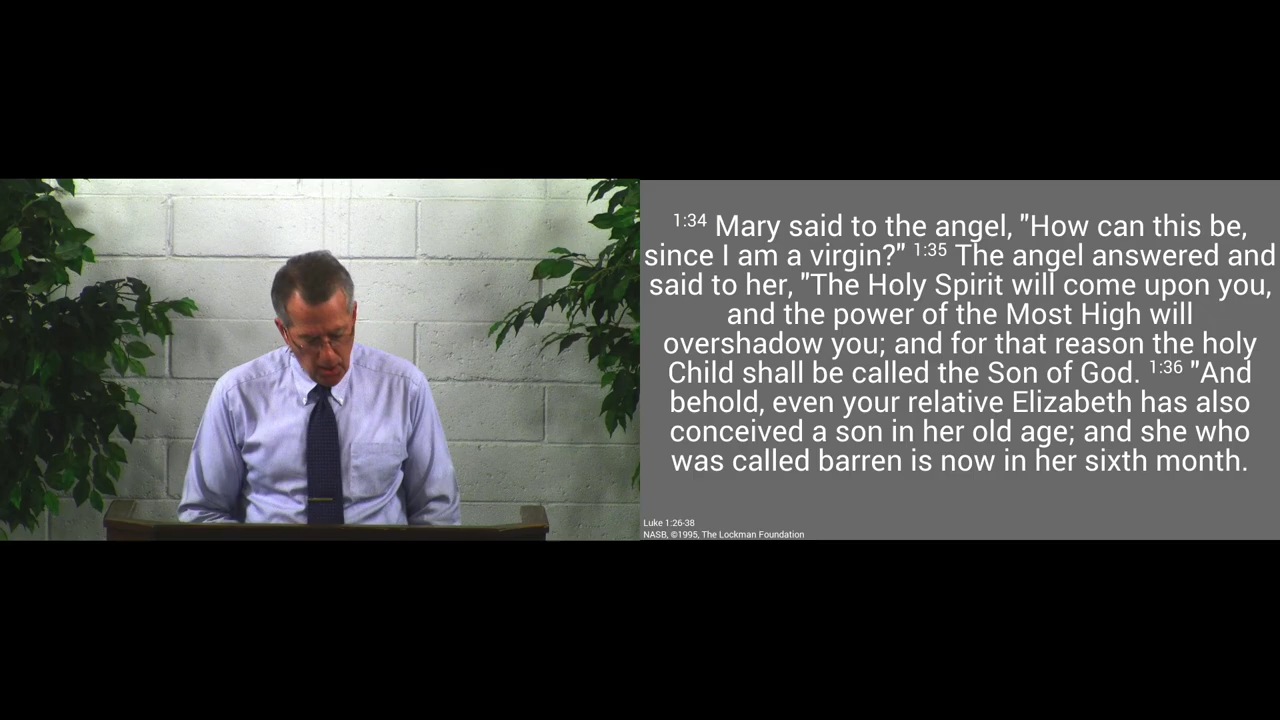 1:34 Mary said to the angel, "How can this be,
since I am a virgin?" 1:35 The angel answered and
said to her, "The Holy Spirit will come upon you,
and the power of the Most High will
overshadow you; and for that reason the holy
Child shall be called the Son of God. 1:36 "And
behold, even your relative Elizabeth has also
conceived a son in her old age; and she who
was called barren is now in her sixth month.
Luke 1:26-38
NASB, ©1995, The Lockman Foundation